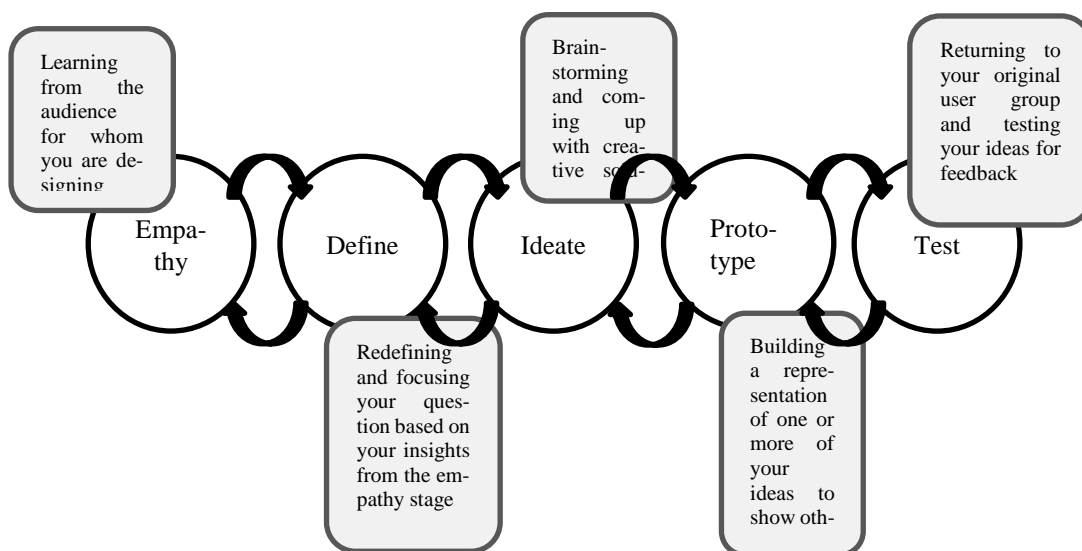 Learning
from the
audience
for whom
you are de-
signing
Empa-
thy
Define
Redefining
and focusing
your ques-
tion based on
your insights
from the em-
pathy stage
Brain-
storming
and com-
ing up
with crea-
tive solu-
Ideate
Proto-
type
Building
a repre-
sentation
of one or
more of
your
ideas to
show oth-
Returning to
your original
user group
and testing
your ideas for
feedback
Test